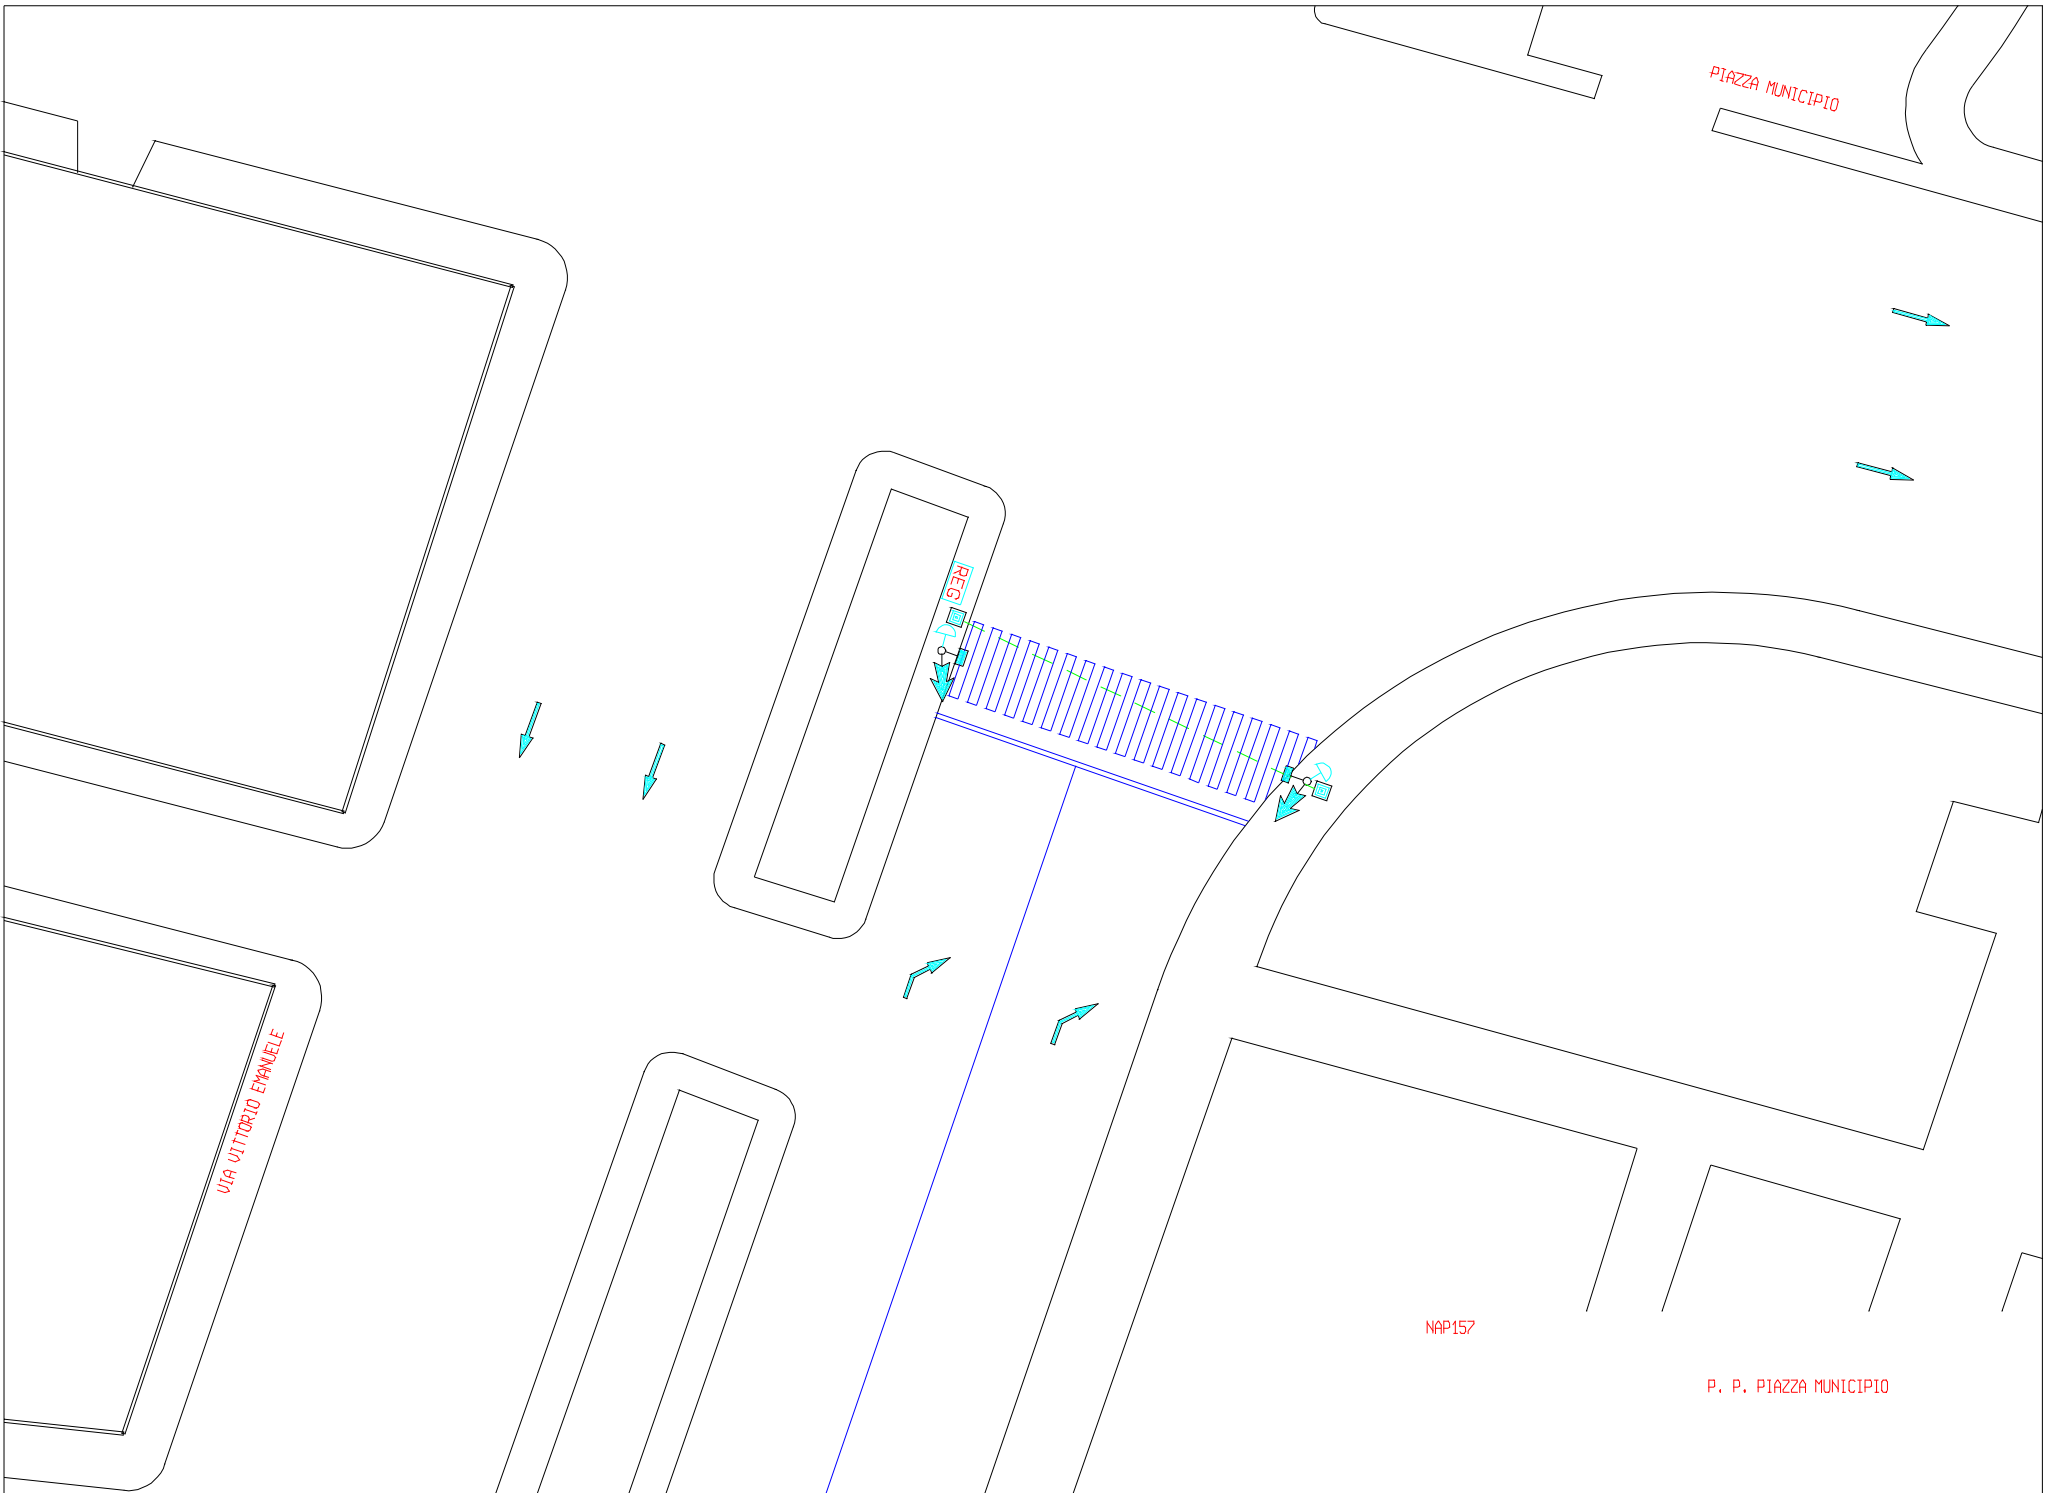 PIAZZA MUNICIPIO
REG
VIA VITTORIO EMANUELE
NAP157
P. P. PIAZZA MUNICIPIO